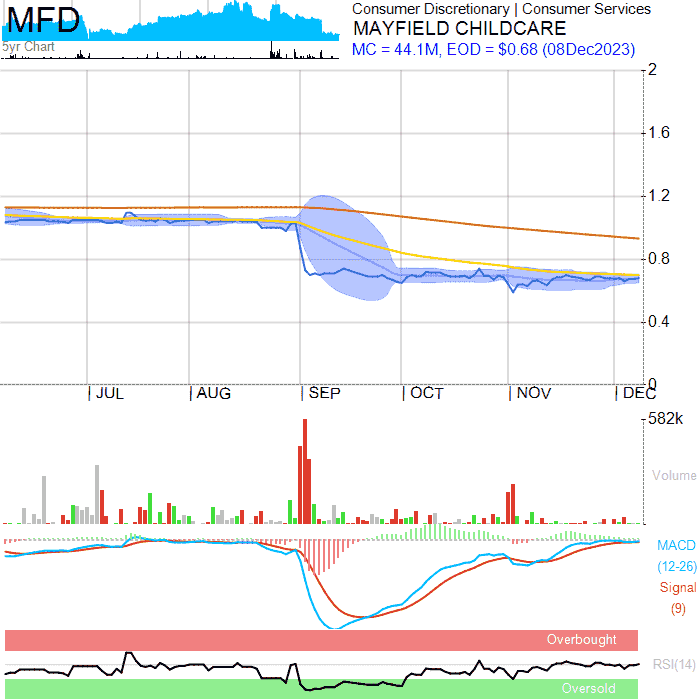 MFD
5yr Chart
Consumer Discretionary | Consumer Services
MAYFIELD CHILDCARE
MC = 44.1M, EOD = $0.68 (08Dec2023)
2
1.6
1.2
0.8
0.4
0
| JUL | AUG | SEP | OCT | NOV | DEC
582k
Volume
MACD
(12-26)
Signal
(9)
Overbought
RSI(14)
Oversold